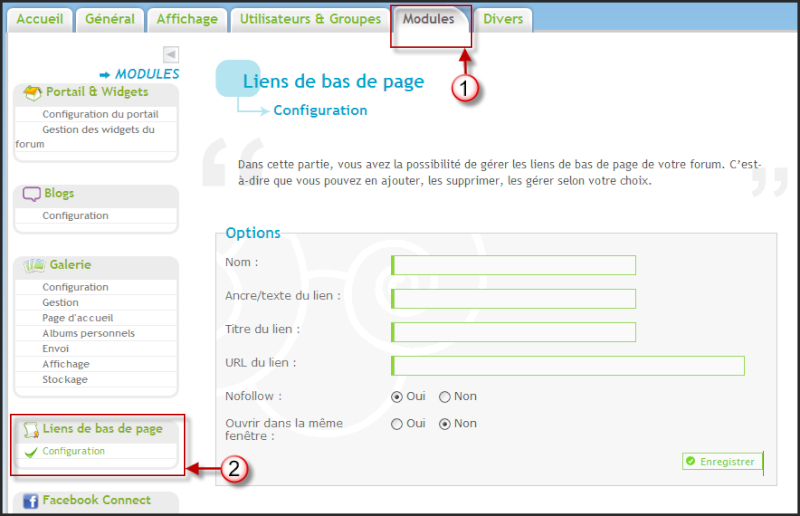 Accueil
Général
Affichage
Utilisateurs & Groupes
Modules
Divers
1
MODULES
Portail & Widgets
Configuration du portail
Gestion des widgets du
forum
Blogs
Configuration
Galerie
Configuration
Gestion
Page d'accueil
Albums personnels
Envoi
Affichage
Stockage
Liens de bas de page
Configuration
2
Facebook Connect
Liens de bas de page
Configuration
Dans cette partie, vous avez la possibilité de gérer les liens de bas de page de votre forum. C'est-
à-dire que vous pouvez en ajouter, les supprimer, les gérer selon votre choix.
Options
Nom :
Ancre/texte du lien :
Titre du lien :
URL du lien :
Nofollow : Oui Non
Ouvrir dans la même Oui Non
fenêtre :
Enregistrer